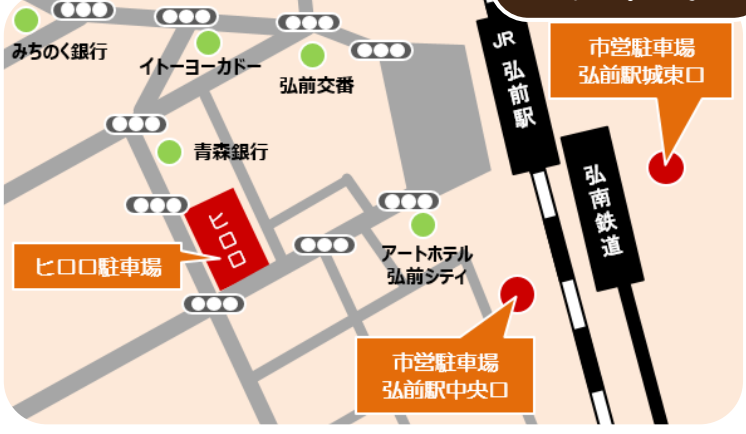 みちのく銀行
イトーヨーカドー
弘前交番
JR
弘前駅
市営駐車場
弘前駅城東口
青森銀行
弘南鉄道
ヒロロ
アートホテル
弘前シティ
ヒロロ駐車場
市営駐車場
弘前駅中央口